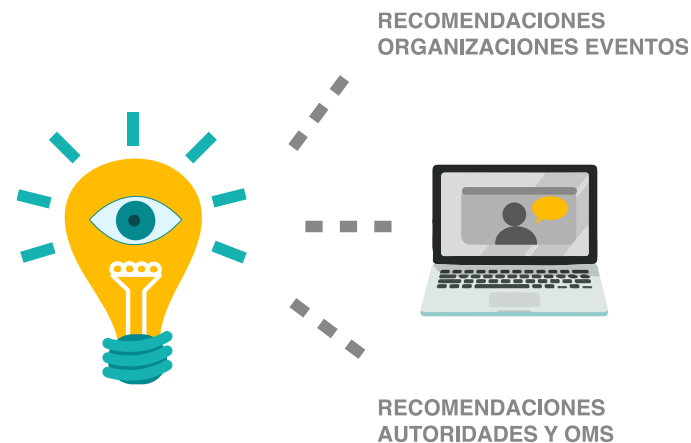 RECOMENDACIONES
ORGANIZACIONES EVENTOS
RECOMENDACIONES
AUTORIDADES Y OMS